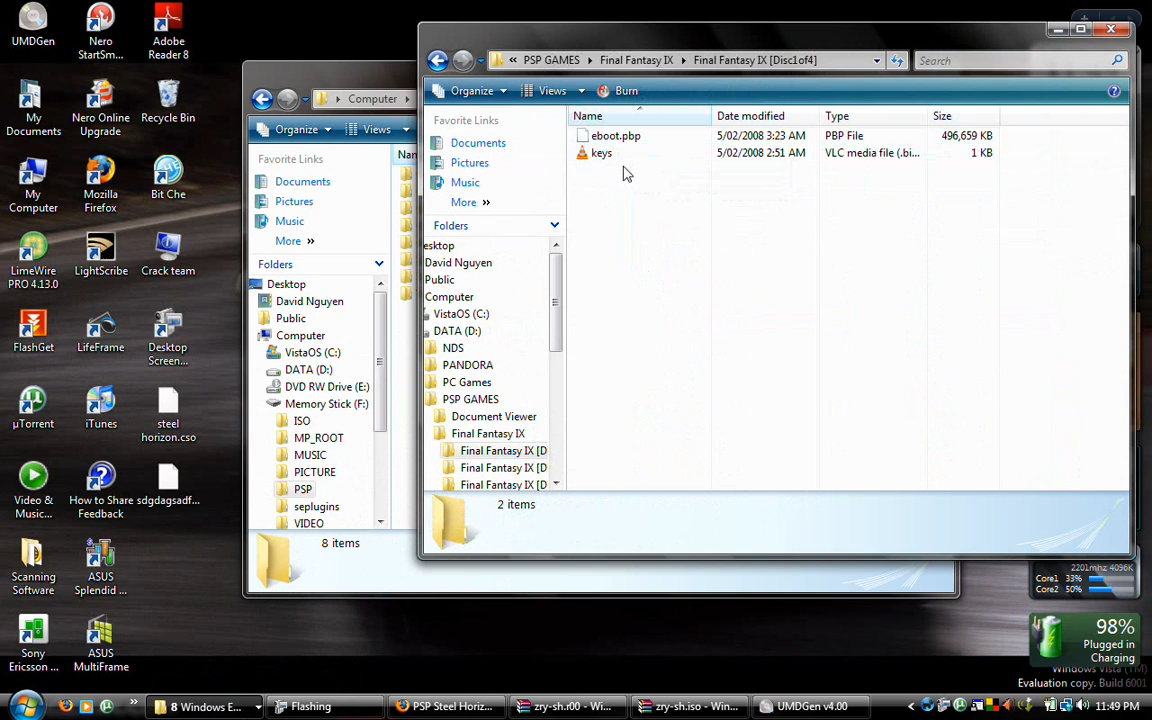 UMDGen
Nero StartSm...
Adobe Reader 8
My Documents
Nero Online Upgrade
Recycle Bin
My Computer
Mozilla Firefox
Bit Che
LimeWire PRO 4.13.0
LightScribe
Crack team
FlashGet
LifeFrame
Desktop Screen...
µTorrent
iTunes
steel horizon.cso
Video & Music...
How to Share Feedback
sdgdagsadf...
Scanning Software
ASUS Splendid ...
Sony Ericsson ...
ASUS MultiFrame
Computer
Organize
Views
Favorite Links
Nan
Documents
Pictures
Music
More »
Folders
Desktop
David Nguyen
Public
Computer
VistaOS (C:)
DATA (D:)
DVD RW Drive (E:)
Memory Stick (F:)
ISO
MP_ROOT
MUSIC
PICTURE
PSP
seplugins
VIDEO
8 items
« PSP GAMES Final Fantasy IX Final Fantasy IX [Disc1of4]
Search
Organize Views Burn
Favorite Links
Documents
Pictures
Music
More »
Folders
esktop
David Nguyen
Public
Computer
VistaOS (C:)
DATA (D:)
NDS
PANDORA
PC Games
PSP GAMES
Document Viewer
Final Fantasy IX
Final Fantasy IX [D
Final Fantasy IX [D
Final Fantasy IX [D
Name Date modified Type Size
eboot.pbp 5/02/2008 3:23 AM PBP File 496,659 KB
keys 5/02/2008 2:51 AM VLC media file (.bi... 1 KB
2 items
2201mhz 4096K
Core1 33%
Core2 50%
98%
Plugged in
Charging
Windows Vista (TM)
Evaluation copy. Build 6001
8 Windows E...
Flashing
PSP Steel Horiz...
zry-sh.r00 - Wi...
zry-sh.iso - Win...
UMDGen v4.00
11:49 PM